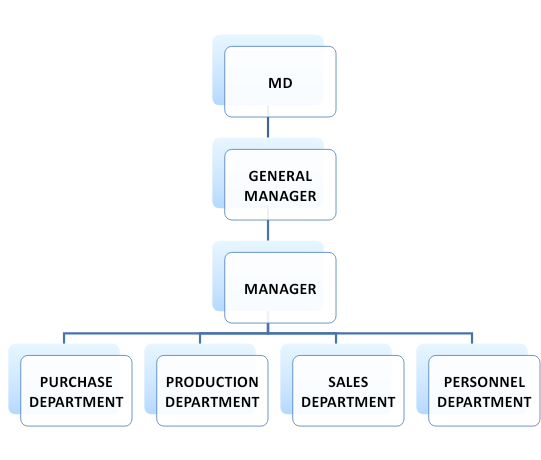 MD
GENERAL
MANAGER
MANAGER
PURCHASE
DEPARTMENT
PRODUCTION
DEPARTMENT
SALES
DEPARTMENT
PERSONNEL
DEPARTMENT